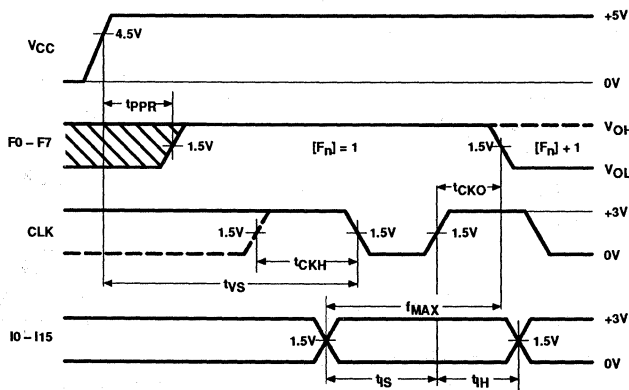 +5V
VCC
4.5V
0V
tPPR
VOH
F0 – F7
1.5V
[Fn] = 1
1.5V
[Fn] + 1
VOL
tCKO
+3V
CLK
1.5V
1.5V
1.5V
0V
tCKH
tVS
fMAX
+3V
I0 – I15
1.5V
1.5V
0V
tIS
tIH